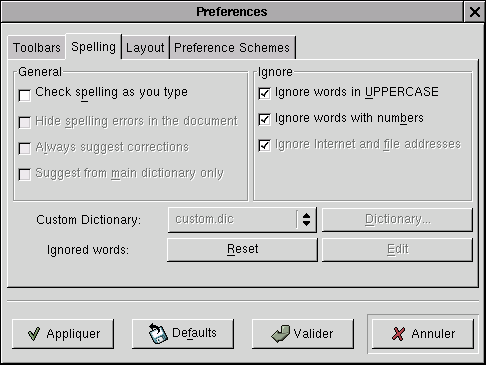 Preferences
Toolbars Spelling Layout Preference Schemes
General
Check spelling as you type
Hide spelling errors in the document
Always suggest corrections
Suggest from main dictionary only
Ignore
Ignore words in UPPERCASE
Ignore words with numbers
Ignore Internet and file addresses
Custom Dictionary: custom.dic Dictionary...
Ignored words: Reset Edit
Appliquer Defaults Valider Annuler